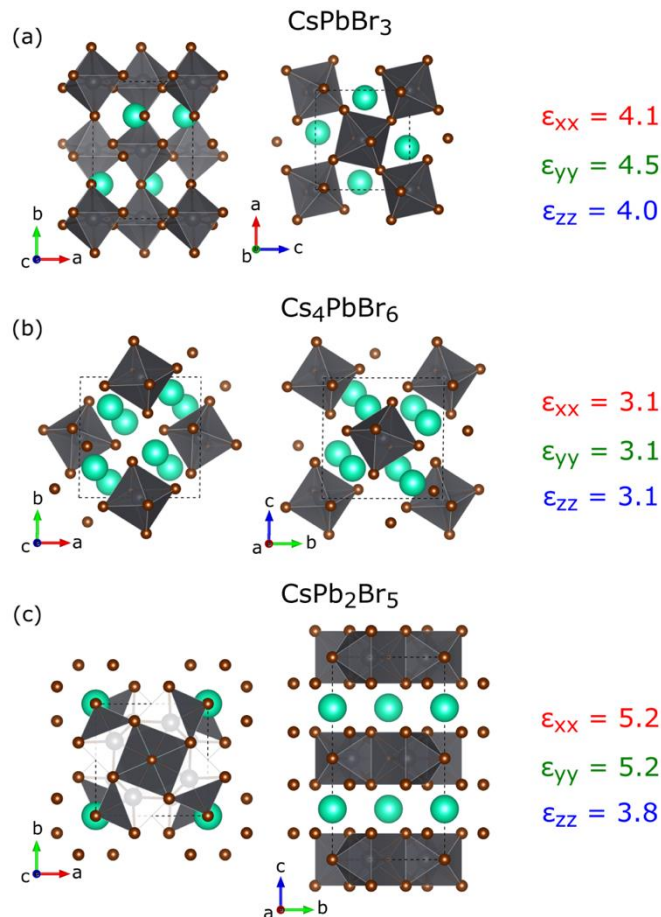 CsPbBr₃
(a)
b
c a
a
b c
εxx = 4.1
εyy = 4.5
εzz = 4.0
Cs₄PbBr₆
(b)
b
c a
c
a b
εxx = 3.1
εyy = 3.1
εzz = 3.1
CsPb₂Br₅
(c)
b
c a
c
a b
εxx = 5.2
εyy = 5.2
εzz = 3.8